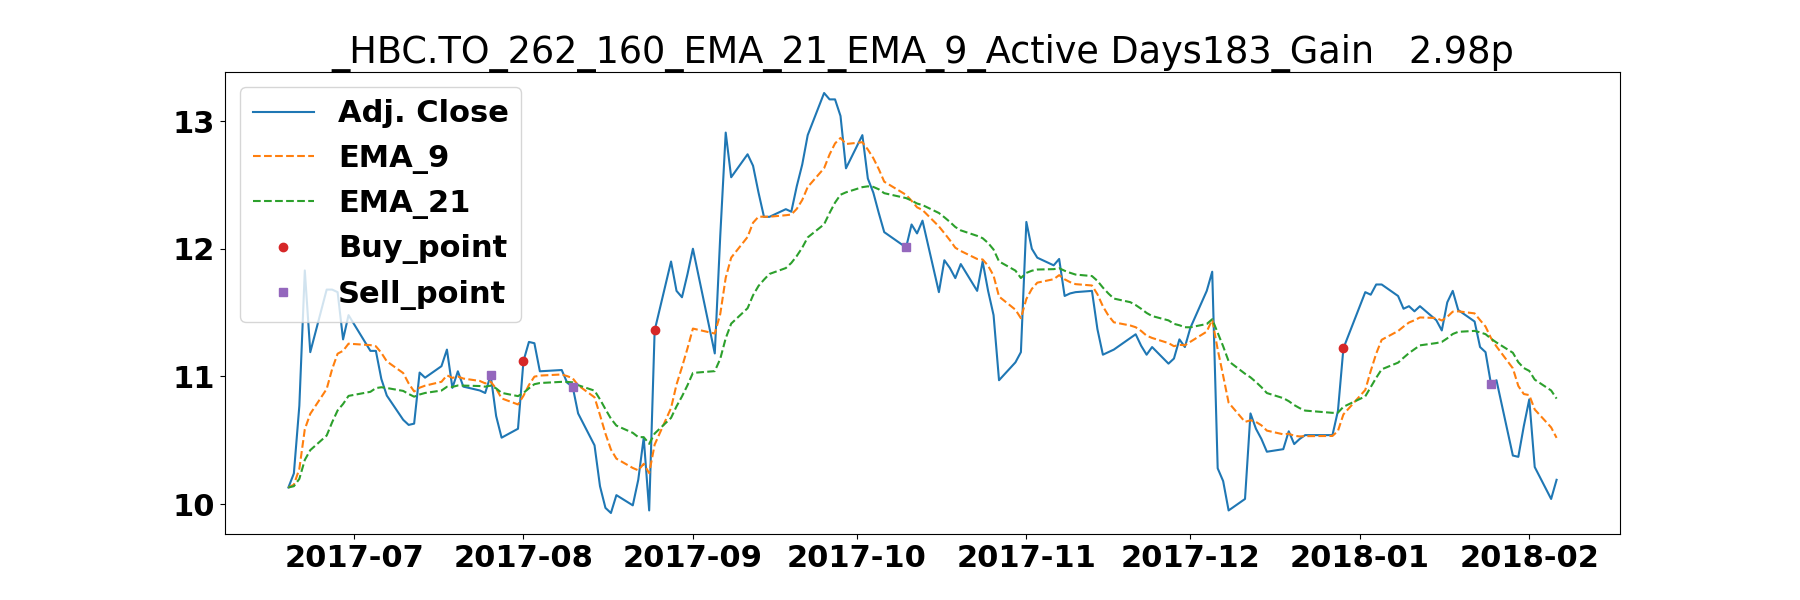 _HBC.TO_262_160_EMA_21_EMA_9_Active Days183_Gain   2.98p
Adj. Close
EMA_9
EMA_21
Buy_point
Sell_point
13
12
11
10
2017-07 2017-08 2017-09 2017-10 2017-11 2017-12 2018-01 2018-02